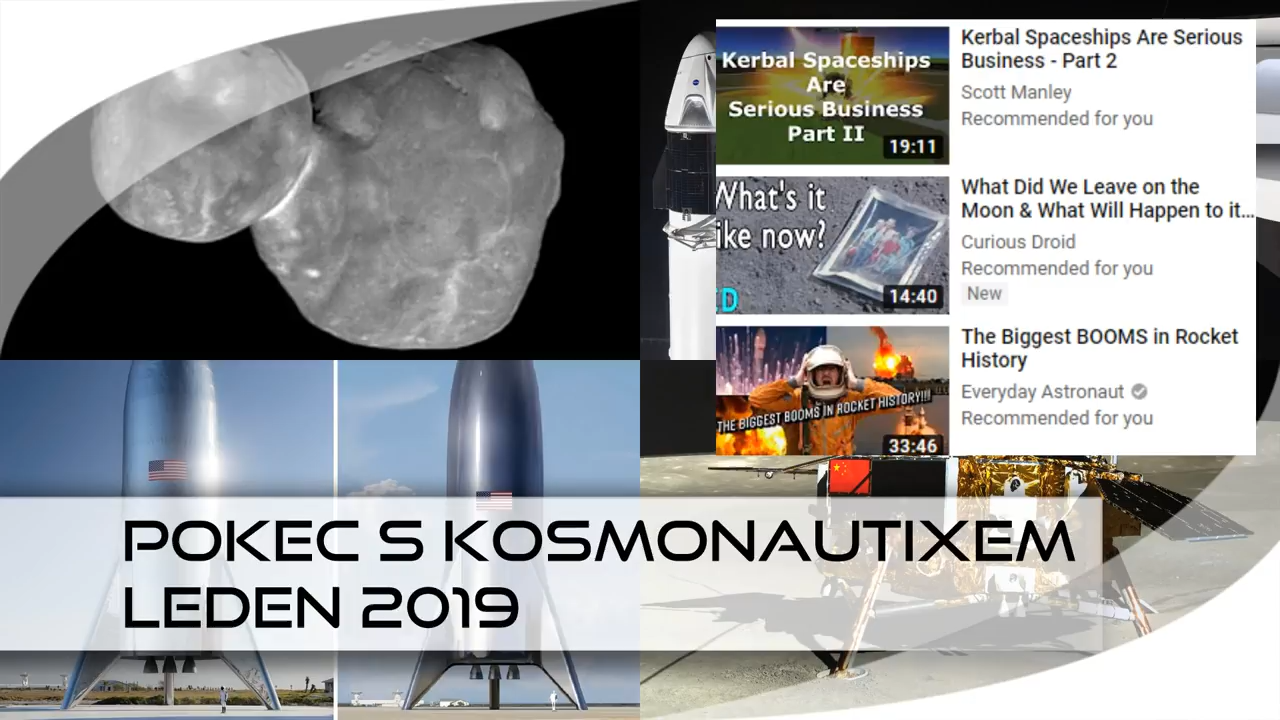 Kerbal Spaceships
Are
Serious Business
Part II
19:11
Kerbal Spaceships Are Serious
Business - Part 2
Scott Manley
Recommended for you
What's it
ike now?
D
14:40
What Did We Leave on the
Moon & What Will Happen to it...
Curious Droid
Recommended for you
New
THE BIGGEST BOOMS IN ROCKET HISTORY!!!!
33:46
The Biggest BOOMS in Rocket
History
Everyday Astronaut
Recommended for you
POKEC S KOSMONAUTIXEM
LEDEN 2019